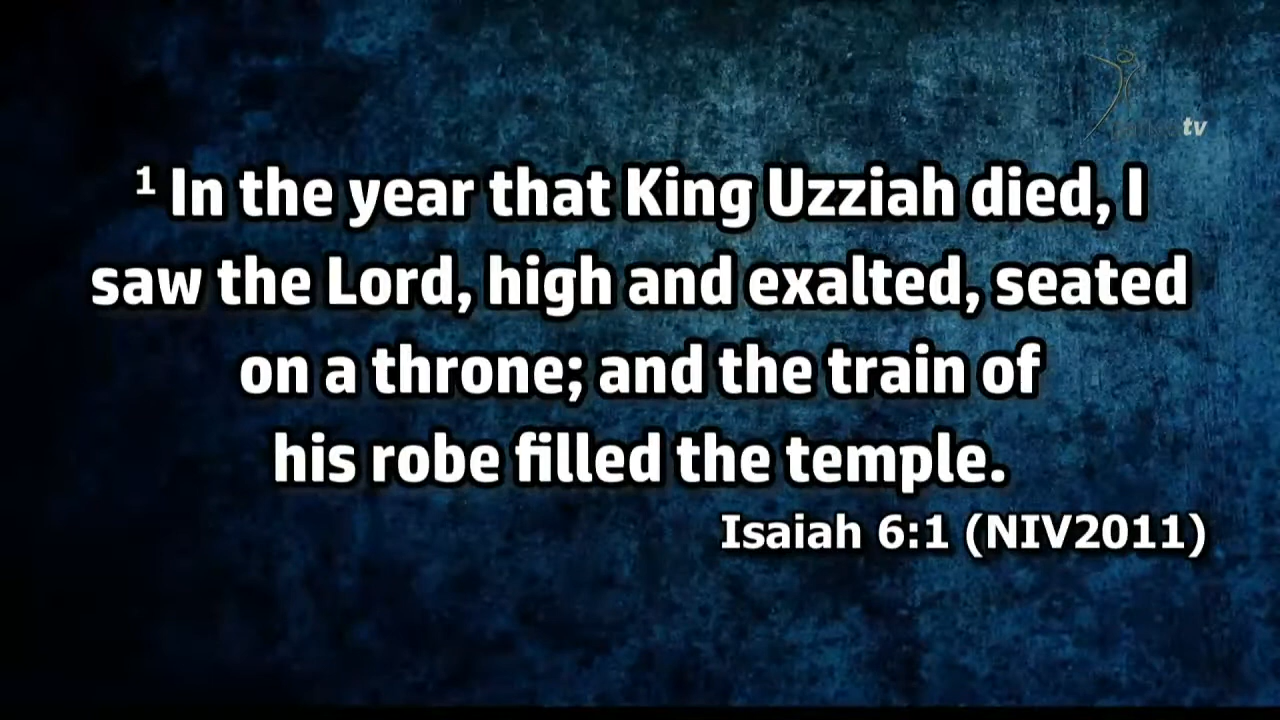 tv
¹ In the year that King Uzziah died, I
saw the Lord, high and exalted, seated
on a throne; and the train of
his robe filled the temple.
Isaiah 6:1 (NIV2011)